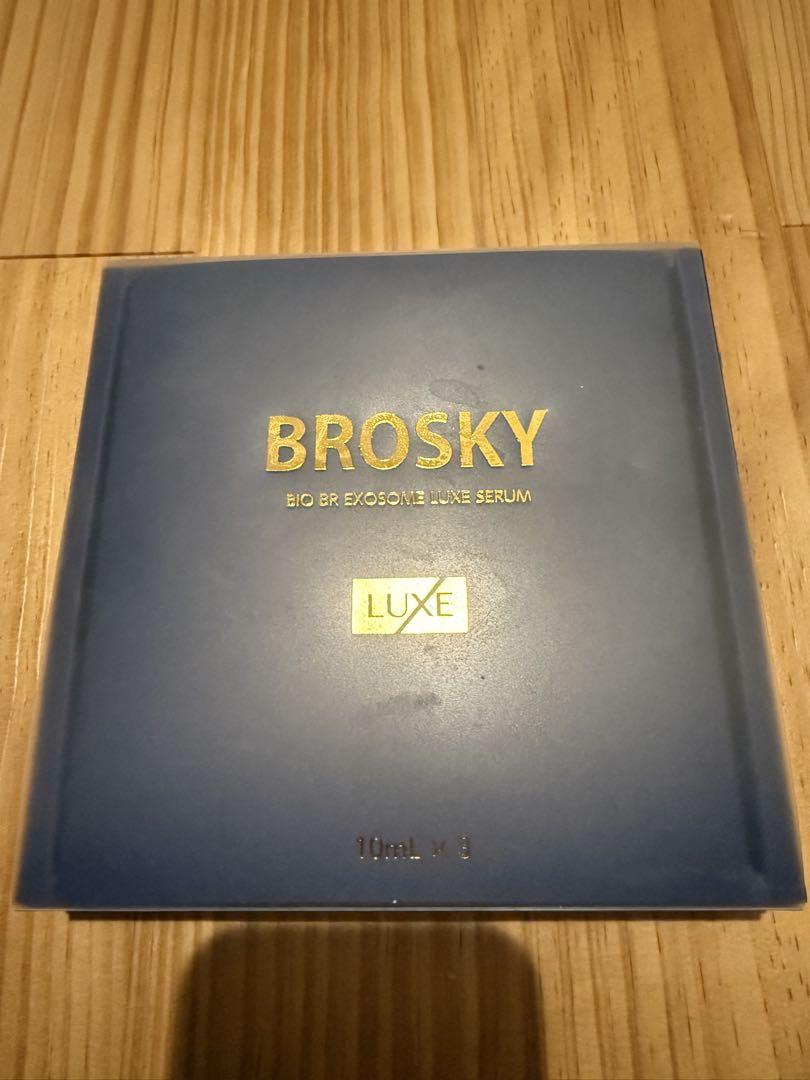 BROSKY
BIO BR EXOSOME LUXE SERUM
LUXE
10mL × 3